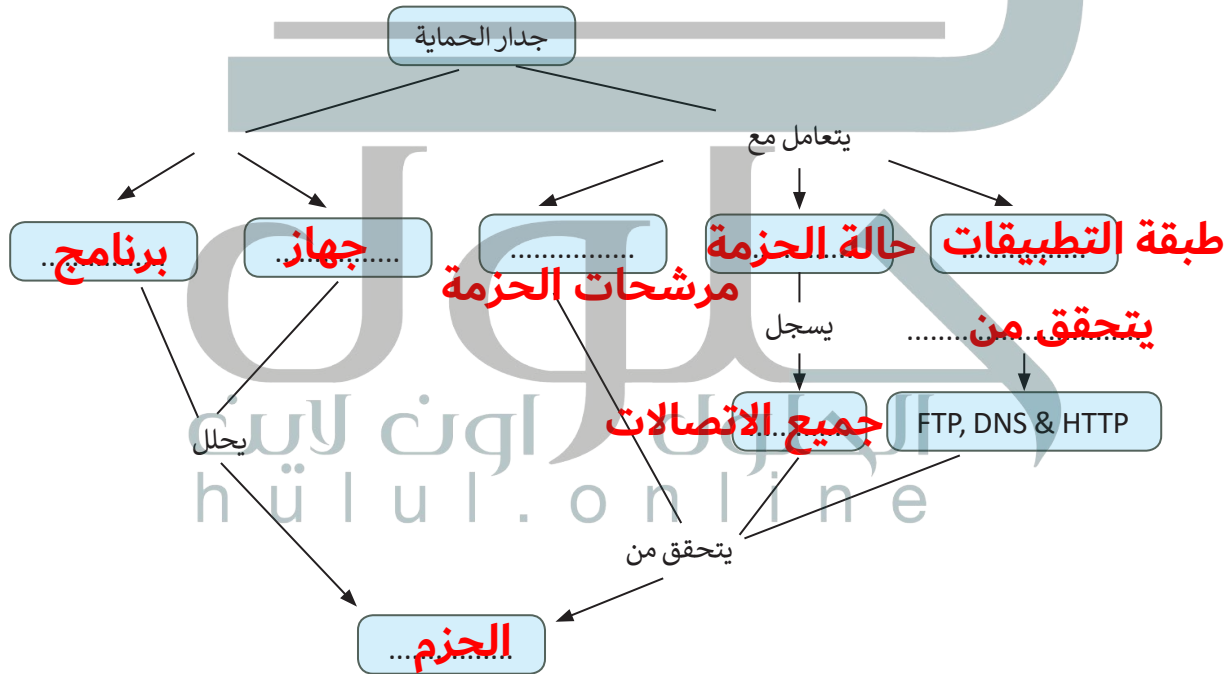 جدار الحماية
يتعامل مع
طبقة التطبيقات
حالة الحزمة
مرشحات الحزمة
جهاز
برنامج
يتحقق من
يسجل
FTP, DNS & HTTP
جميع الاتصالات
يحلل
الحلول اون لاين
hülul.online
يتحقق من
الحزم
حلول